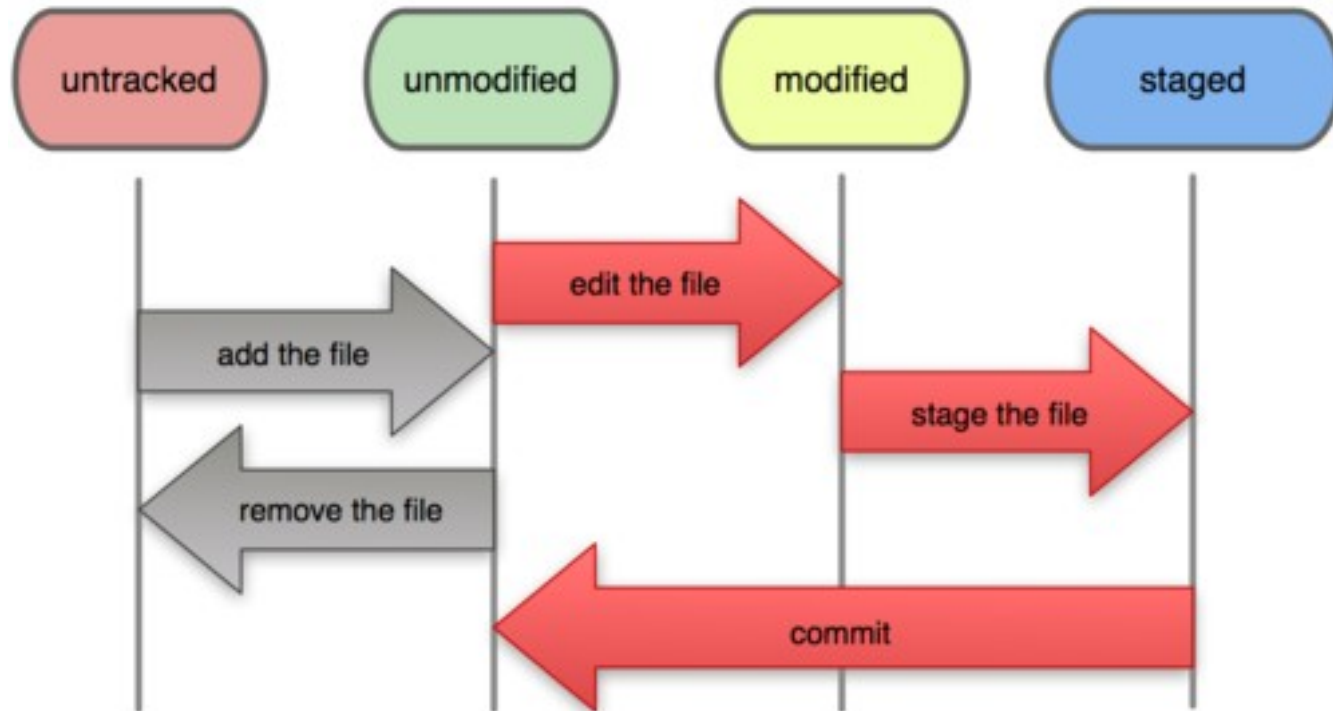 untracked
unmodified
modified
staged
edit the file
add the file
stage the file
remove the file
commit